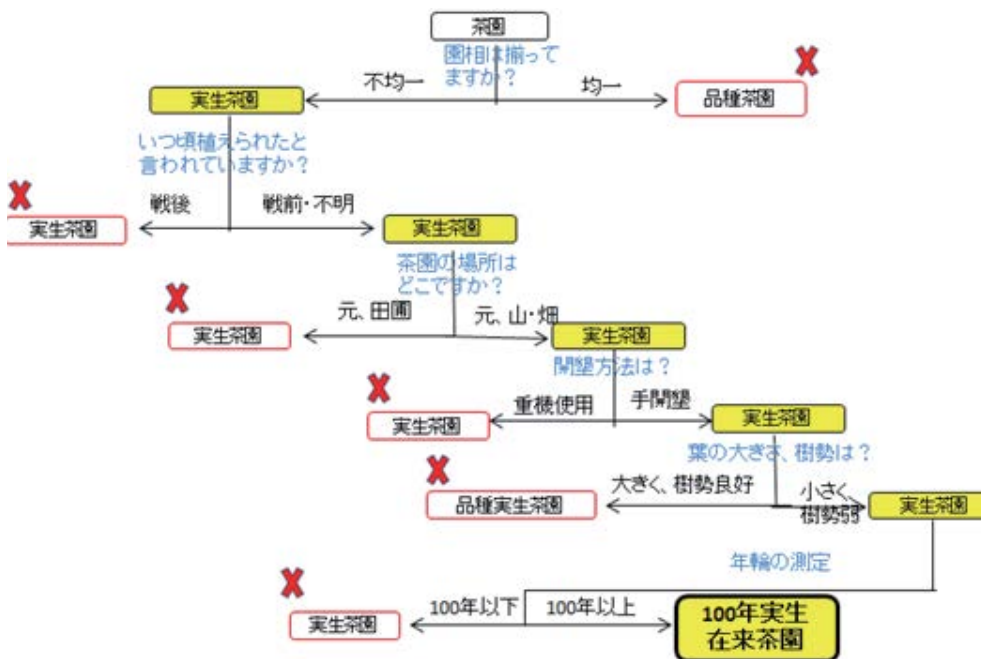 茶園
園相は揃って
ますか？
不均一
均一
実生茶園
品種茶園
いつ頃植えられたと
言われていますか？
戦後
戦前・不明
実生茶園
実生茶園
茶園の場所は
どこですか？
元、田圃
元、山・畑
実生茶園
実生茶園
開墾方法は？
重機使用
手開墾
実生茶園
実生茶園
葉の大きさ、樹勢は？
大きく、樹勢良好
小さく、
樹勢弱
品種実生茶園
実生茶園
年輪の測定
100年以下
100年以上
実生茶園
100年実生
在来茶園